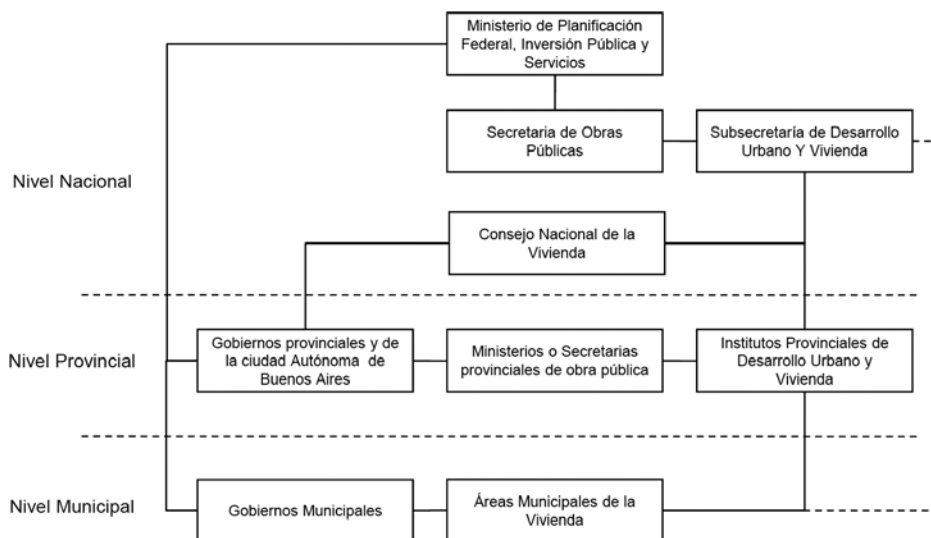 Ministerio de Planificación
Federal, Inversión Pública y
Servicios
Secretaria de Obras
Públicas
Subsecretaría de Desarrollo
Urbano Y Vivienda
Nivel Nacional
Consejo Nacional de la
Vivienda
Nivel Provincial
Gobiernos provinciales y de
la ciudad Autónoma de
Buenos Aires
Ministerios o Secretarias
provinciales de obra pública
Institutos Provinciales de
Desarrollo Urbano y
Vivienda
Nivel Municipal
Gobiernos Municipales
Áreas Municipales de la
Vivienda